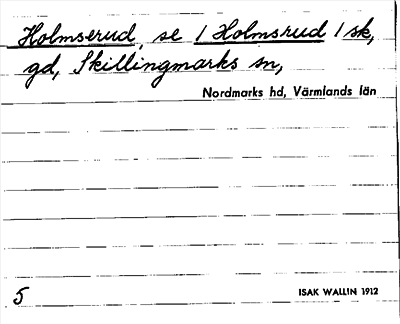 Holmserud, se 1 Holmsrud 1 sk,
gd, Skillingmarks sn,
Nordmarks hd, Värmlands län
5
ISAK WALLIN 1912